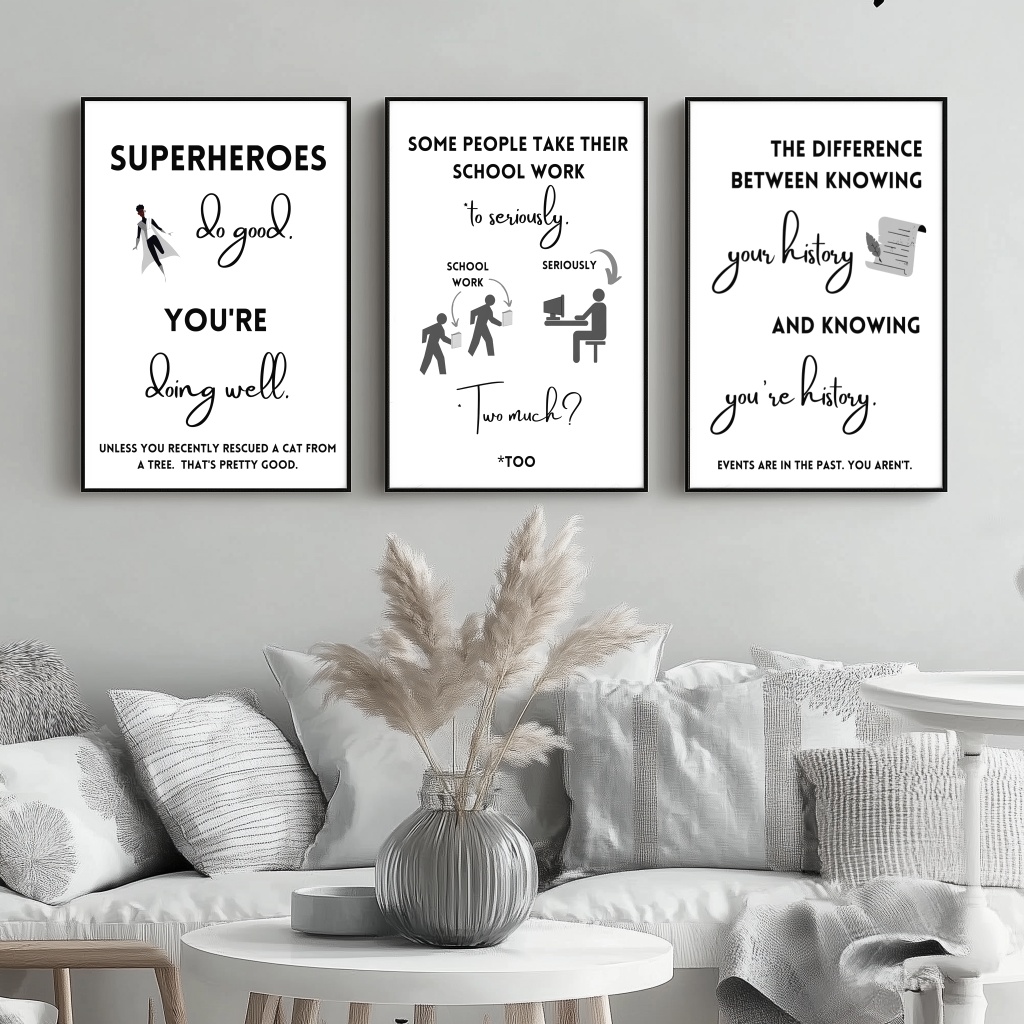 SUPERHEROES
do good.
YOU'RE
doing well.
UNLESS YOU RECENTLY RESCUED A CAT FROM
A TREE. THAT'S PRETTY GOOD.
SOME PEOPLE TAKE THEIR
SCHOOL WORK
*to seriously.
SCHOOL
WORK
SERIOUSLY
*Two much?
*TOO
THE DIFFERENCE
BETWEEN KNOWING
your history
AND KNOWING
you're history.
EVENTS ARE IN THE PAST. YOU AREN'T.